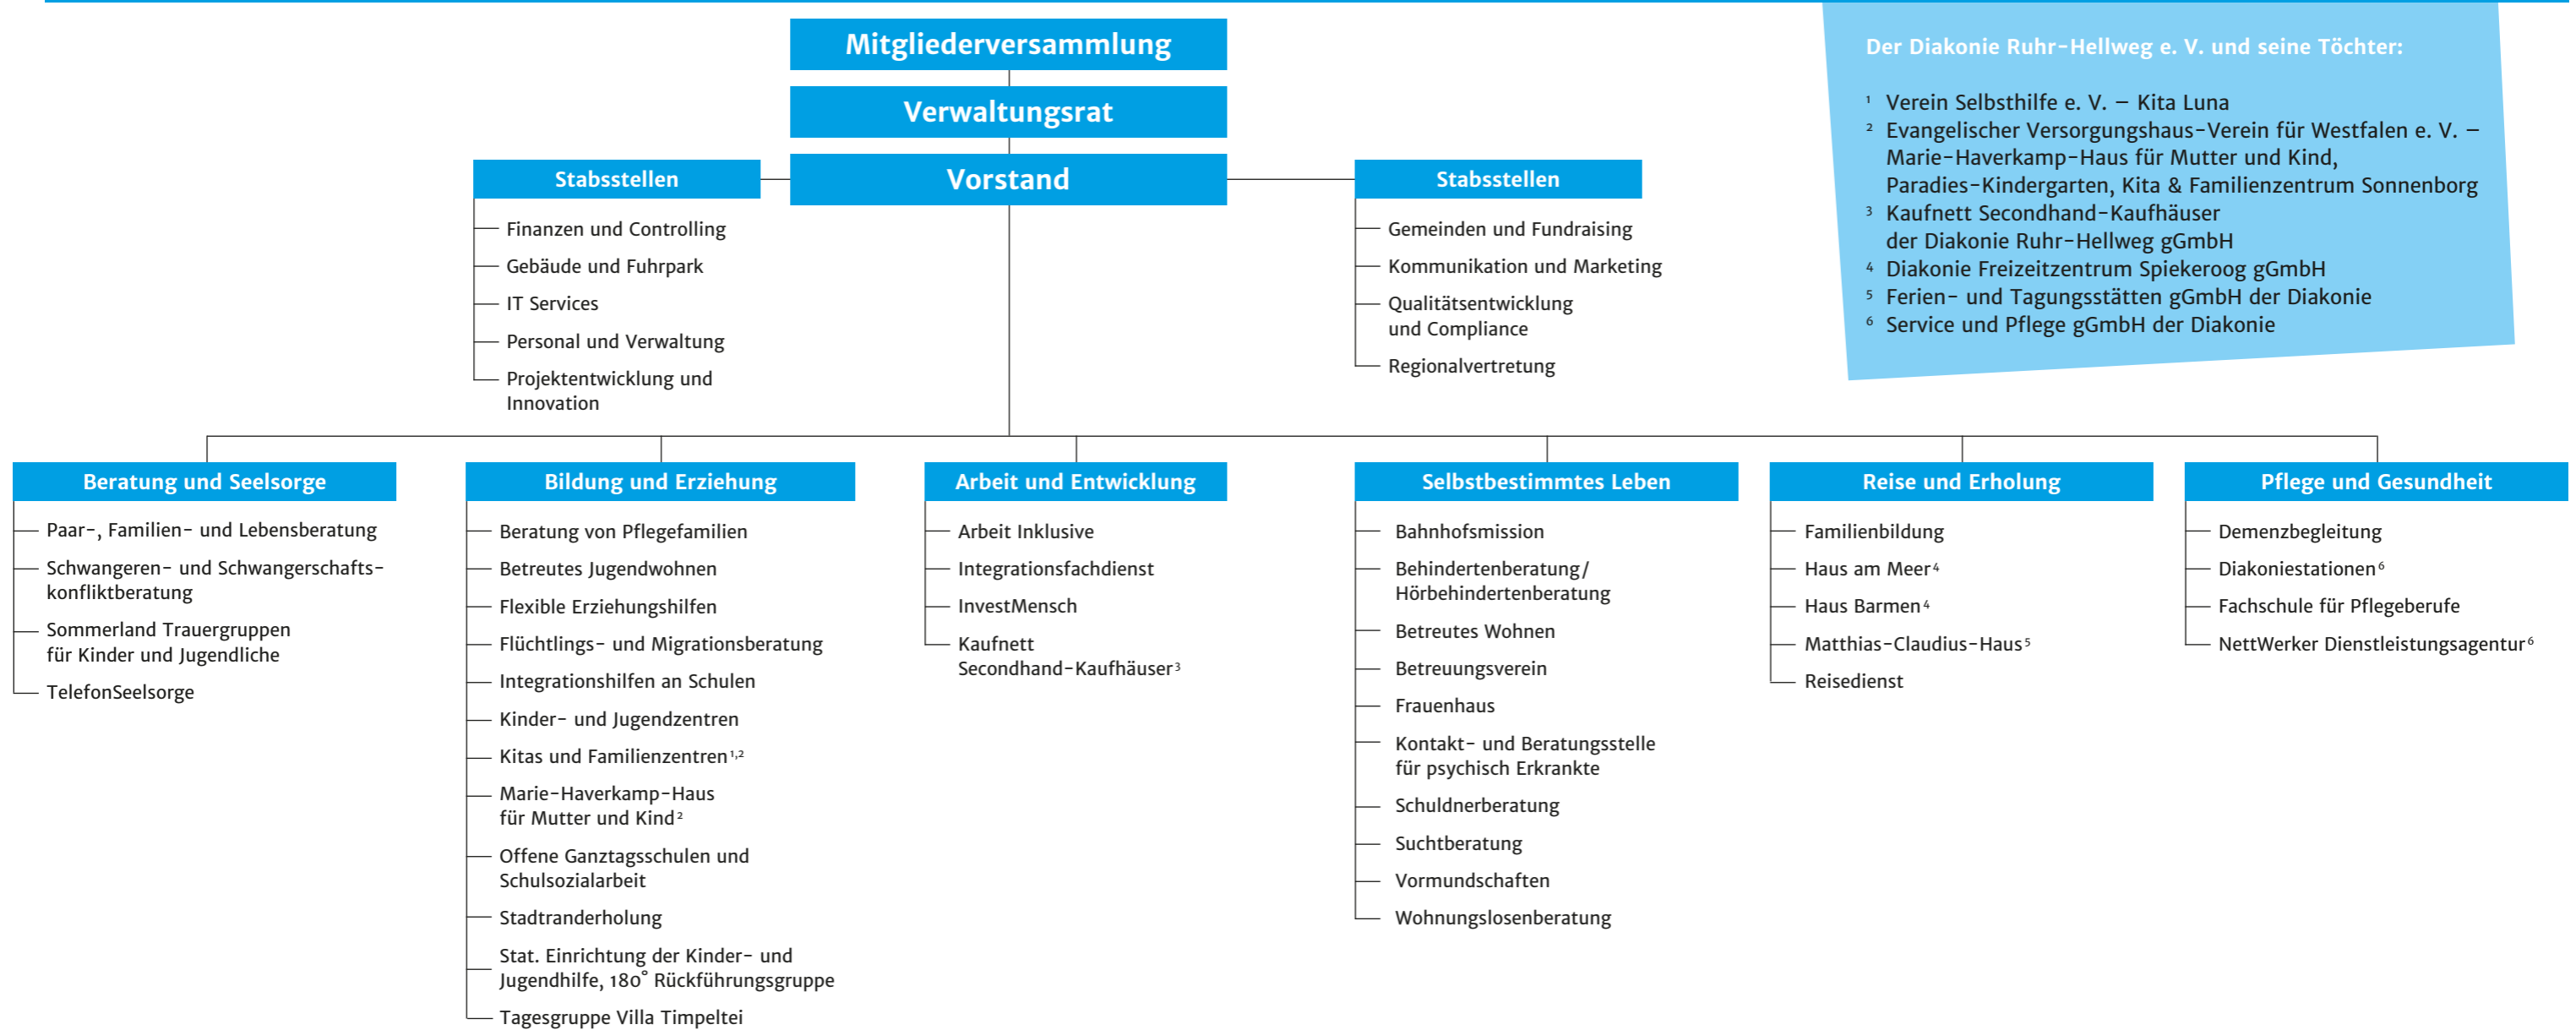 Mitgliederversammlung
Verwaltungsrat
Vorstand
Stabsstellen
Finanzen und Controlling
Gebäude und Fuhrpark
IT Services
Personal und Verwaltung
Projektentwicklung und
Innovation
Stabsstellen
Gemeinden und Fundraising
Kommunikation und Marketing
Qualitätsentwicklung
und Compliance
Regionalvertretung
Der Diakonie Ruhr-Hellweg e. V. und seine Töchter:
¹ Verein Selbsthilfe e. V. – Kita Luna
² Evangelischer Versorgungshaus-Verein für Westfalen e. V. –
Marie-Haverkamp-Haus für Mutter und Kind,
Paradies-Kindergarten, Kita & Familienzentrum Sonnenborg
³ Kaufnett Secondhand-Kaufhäuser
der Diakonie Ruhr-Hellweg gGmbH
⁴ Diakonie Freizeitzentrum Spiekeroog gGmbH
⁵ Ferien- und Tagungsstätten gGmbH der Diakonie
⁶ Service und Pflege gGmbH der Diakonie
Beratung und Seelsorge
Paar-, Familien- und Lebensberatung
Schwangeren- und Schwangerschafts-
konfliktberatung
Sommerland Trauergruppen
für Kinder und Jugendliche
TelefonSeelsorge
Bildung und Erziehung
Beratung von Pflegefamilien
Betreutes Jugendwohnen
Flexible Erziehungshilfen
Flüchtlings- und Migrationsberatung
Integrationshilfen an Schulen
Kinder- und Jugendzentren
Kitas und Familienzentren¹,²
Marie-Haverkamp-Haus
für Mutter und Kind²
Offene Ganztagsschulen und
Schulsozialarbeit
Stadtranderholung
Stat. Einrichtung der Kinder- und
Jugendhilfe, 180° Rückführungsgruppe
Tagesgruppe Villa Timpeltei
Arbeit und Entwicklung
Arbeit Inklusive
Integrationsfachdienst
InvestMensch
Kaufnett
Secondhand-Kaufhäuser³
Selbstbestimmtes Leben
Bahnhofsmission
Behindertenberatung/
Hörbehindertenberatung
Betreutes Wohnen
Betreuungsverein
Frauenhaus
Kontakt- und Beratungsstelle
für psychisch Erkrankte
Schuldnerberatung
Suchtberatung
Vormundschaften
Wohnungslosenberatung
Reise und Erholung
Familienbildung
Haus am Meer⁴
Haus Barmen⁴
Matthias-Claudius-Haus⁵
Reisedienst
Pflege und Gesundheit
Demenzbegleitung
Diakoniestationen⁶
Fachschule für Pflegeberufe
NettWerker Dienstleistungsagentur⁶